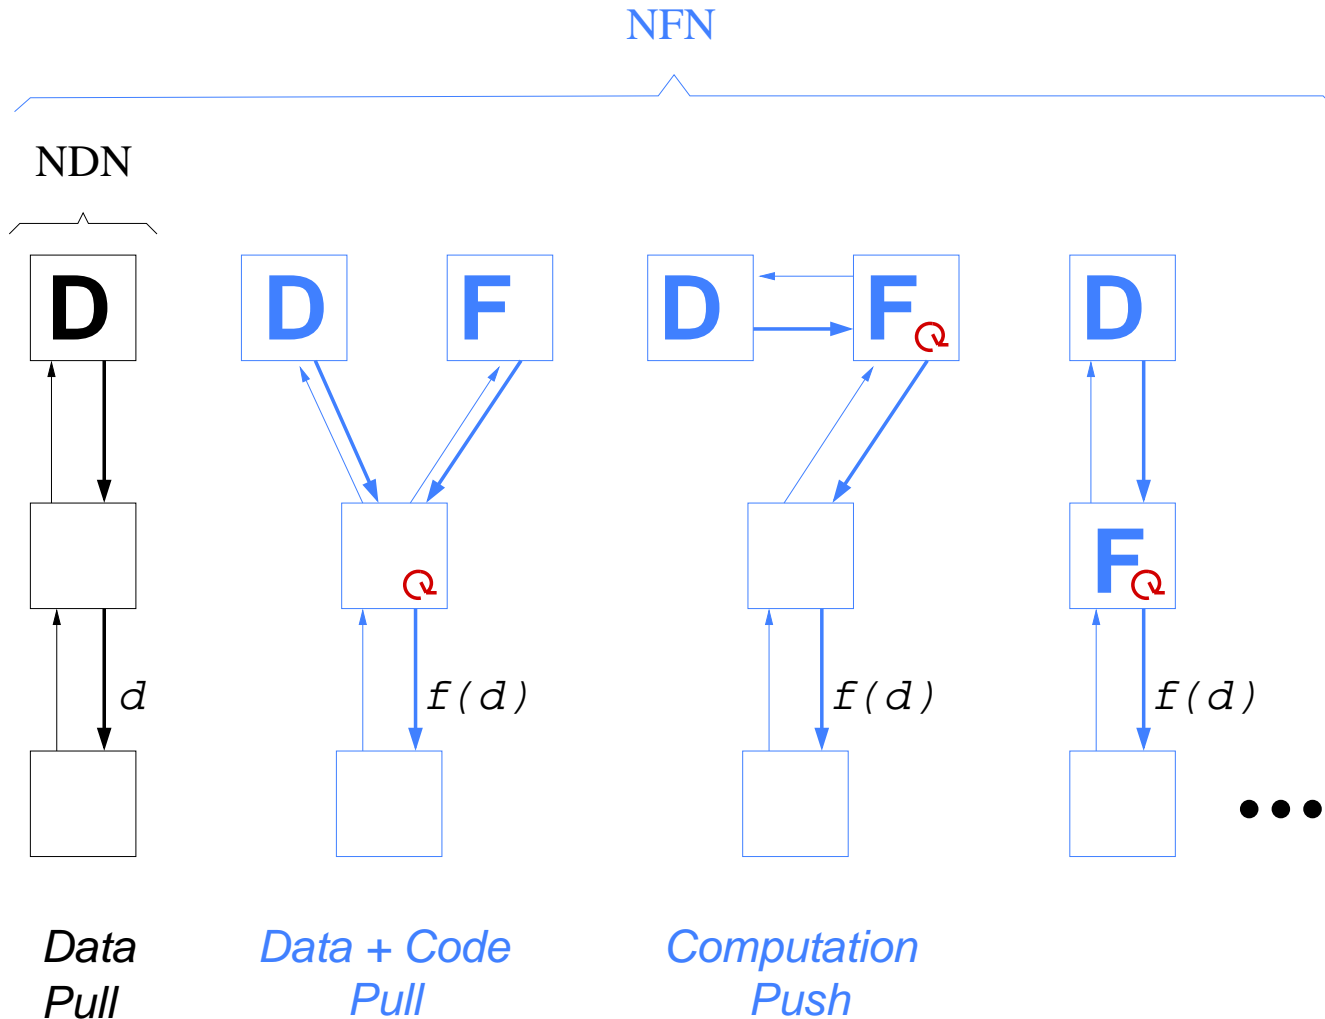 NFN
NDN
D
D
F
D
F
D
F
d
f(d)
f(d)
f(d)
Data
Pull
Data + Code
Pull
Computation
Push